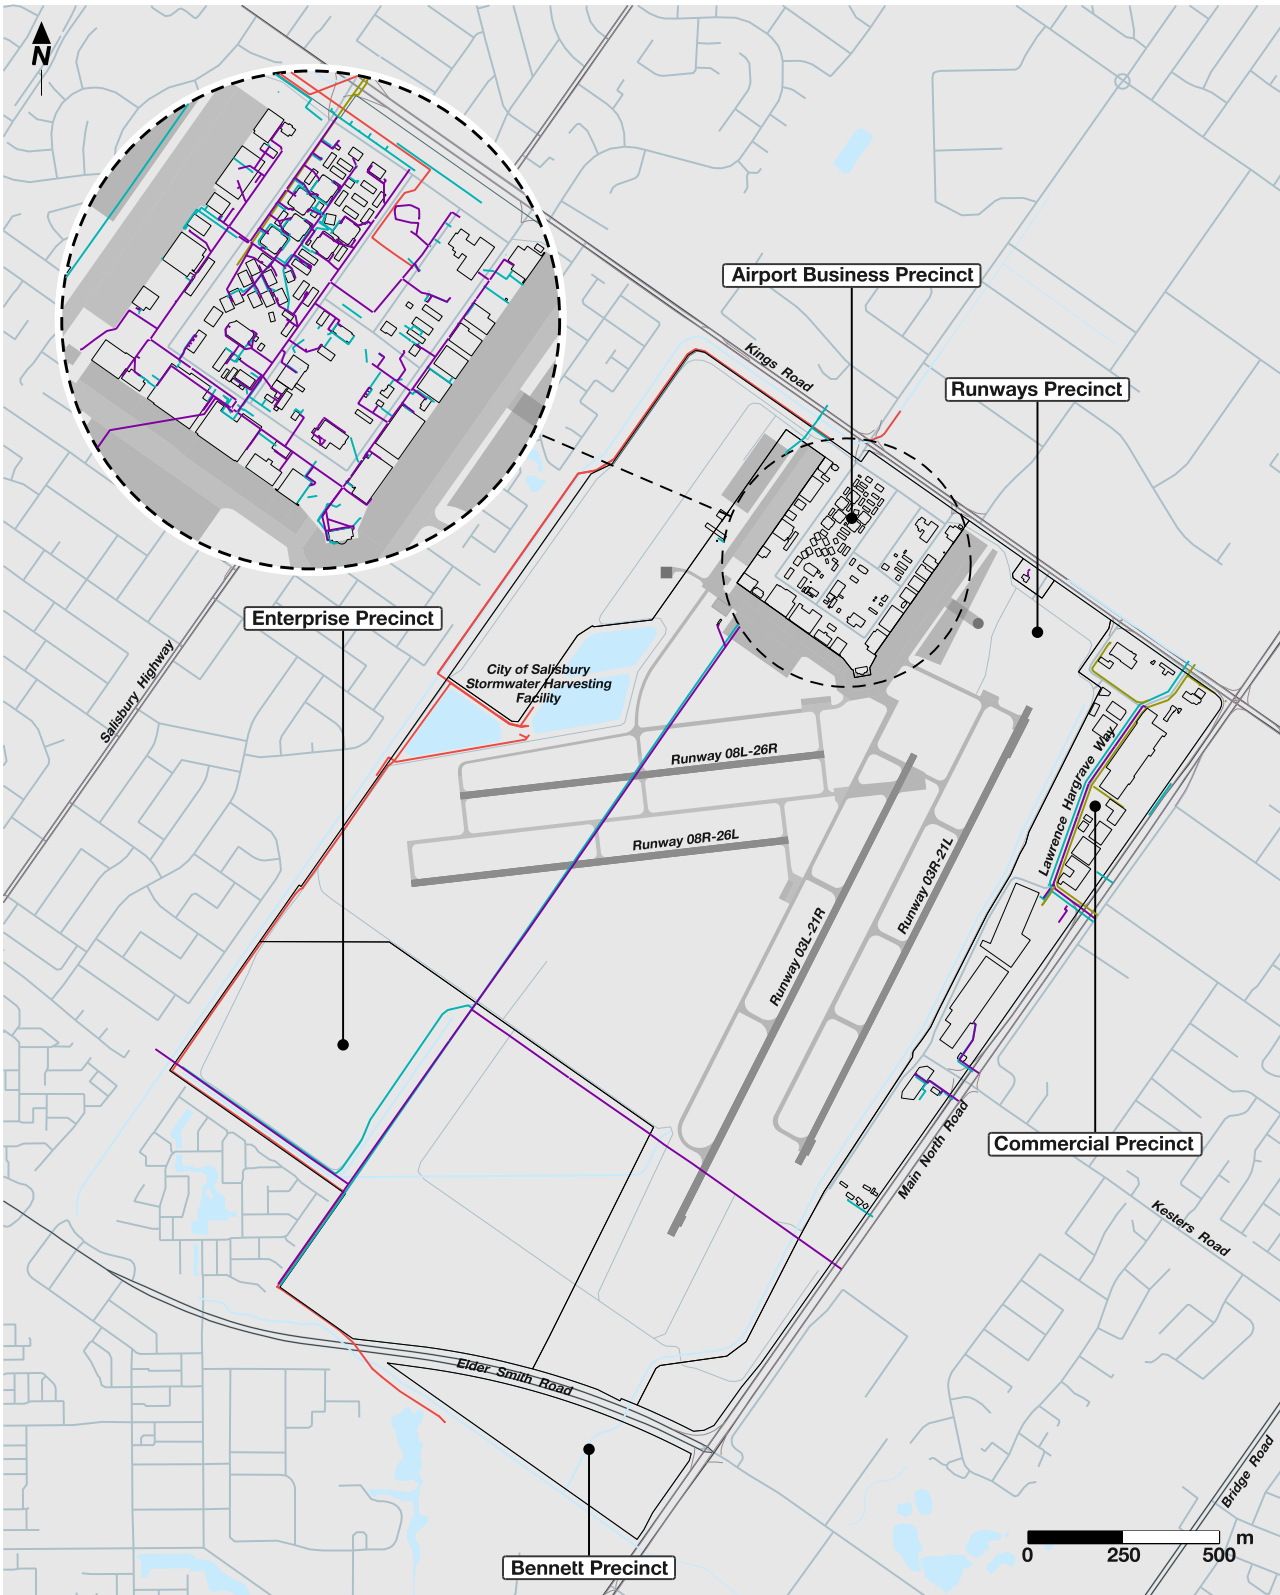 N
Airport Business Precinct
Kings Road
Runways Precinct
Enterprise Precinct
Salisbury Highway
City of Salisbury
Stormwater Harvesting
Facility
Runway 08L-26R
Lawrence Hargrave Way
Runway 08R-26L
Runway 03R-21L
Runway 03L-21R
Commercial Precinct
Main North Road
Kesters Road
Elder Smith Road
Bridge Road
Bennett Precinct
0 250 500 m